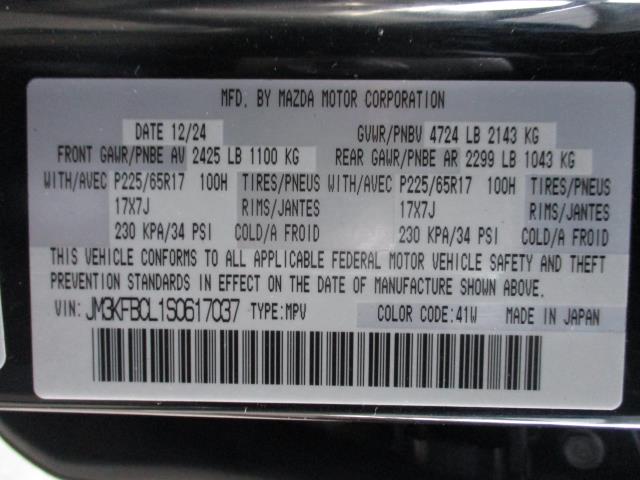 MFD. BY MAZDA MOTOR CORPORATION
DATE 12/24 GVWR/PNBV 4724 LB 2143 KG
FRONT GAWR/PNBE AV 2425 LB 1100 KG REAR GAWR/PNBE AR 2299 LB 1043 KG
WITH/AVEC P225/65R17 100H TIRES/PNEUS WITH/AVEC P225/65R17 100H TIRES/PNEUS
17X7J RIMS/JANTES 17X7J RIMS/JANTES
230 KPA/34 PSI COLD/A FROID 230 KPA/34 PSI COLD/A FROID
THIS VEHICLE CONFORMS TO ALL APPLICABLE FEDERAL MOTOR VEHICLE SAFETY AND THEFT
PREVENTION STANDARDS IN EFFECT ON THE DATE OF MANUFACTURE SHOWN ABOVE.
VIN: JM3KFBCL1S0617037 TYPE:MPV COLOR CODE:41W MADE IN JAPAN